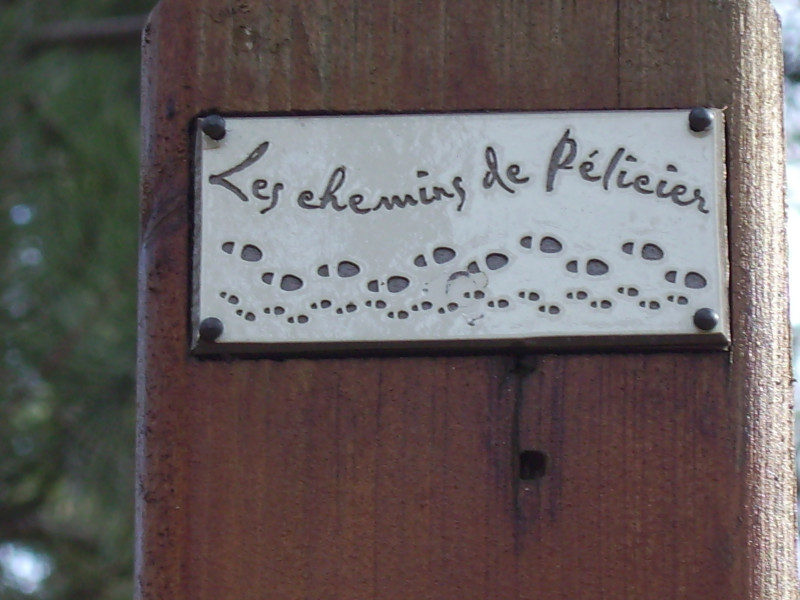 Les chemins de Pélicier